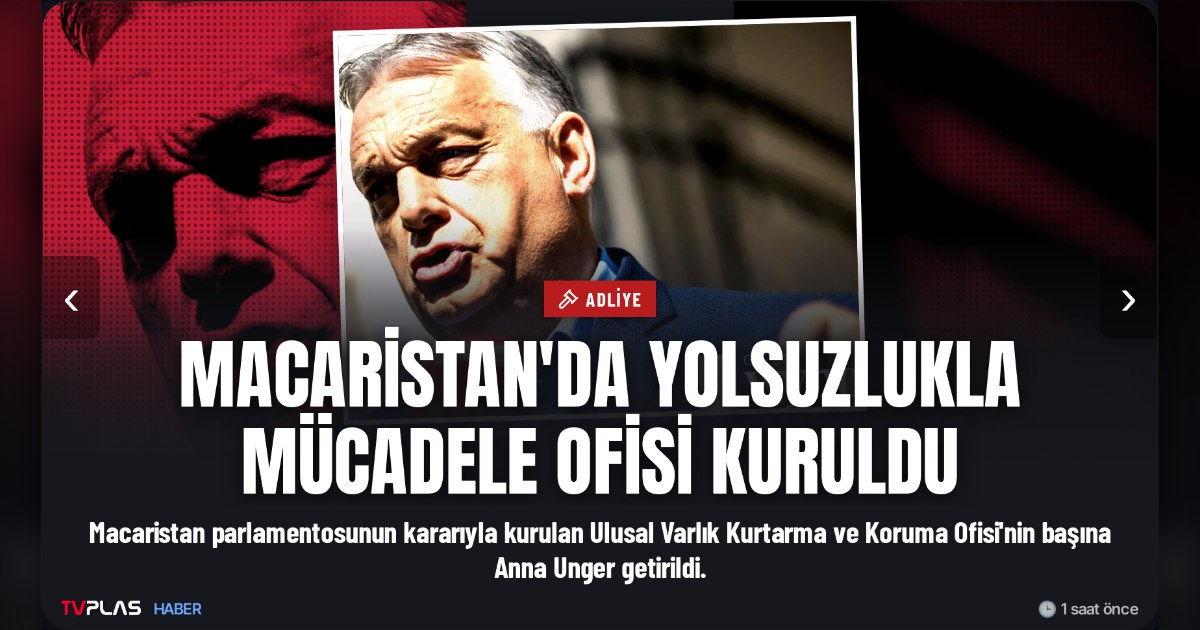 ADLİYE
MACARİSTAN'DA YOLSUZLUKLA
MÜCADELE OFİSİ KURULDU
Macaristan parlamentosunun kararıyla kurulan Ulusal Varlık Kurtarma ve Koruma Ofisi'nin başına
Anna Unger getirildi.
TVPLAS HABER
1 saat önce